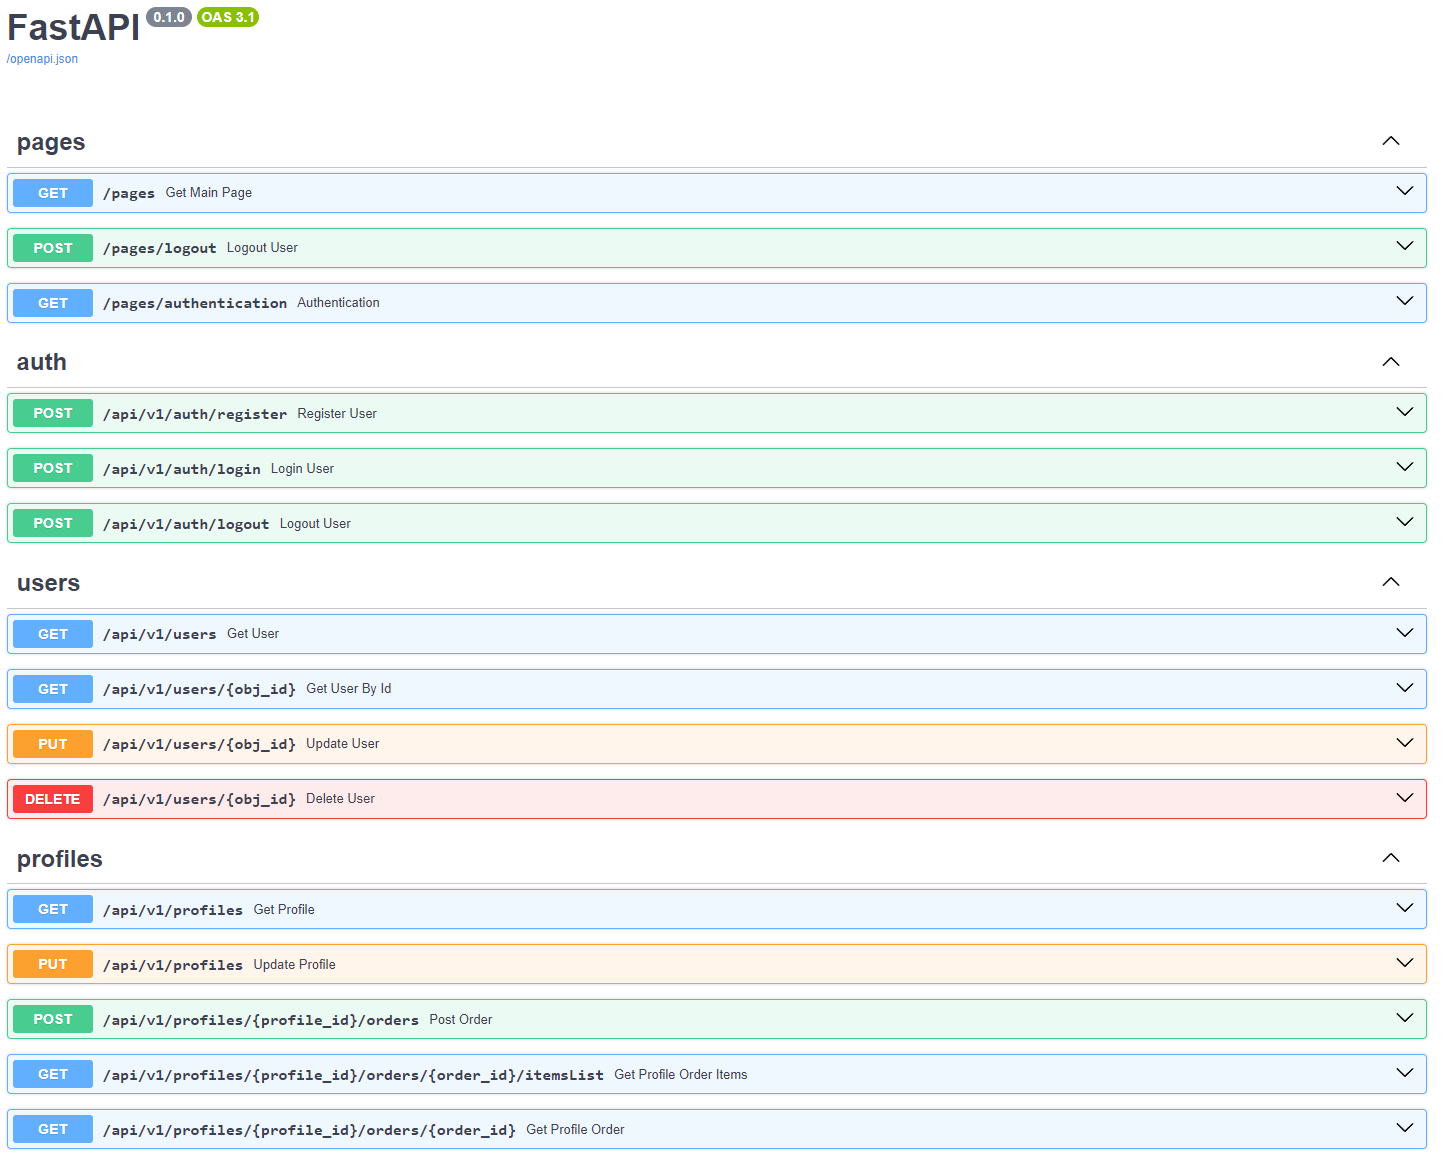 FastAPI 0.1.0 OAS 3.1
/openapi.json
pages
GET /pages Get Main Page
POST /pages/logout Logout User
GET /pages/authentication Authentication
auth
POST /api/v1/auth/register Register User
POST /api/v1/auth/login Login User
POST /api/v1/auth/logout Logout User
users
GET /api/v1/users Get User
GET /api/v1/users/{obj_id} Get User By Id
PUT /api/v1/users/{obj_id} Update User
DELETE /api/v1/users/{obj_id} Delete User
profiles
GET /api/v1/profiles Get Profile
PUT /api/v1/profiles Update Profile
POST /api/v1/profiles/{profile_id}/orders Post Order
GET /api/v1/profiles/{profile_id}/orders/{order_id}/itemsList Get Profile Order Items
GET /api/v1/profiles/{profile_id}/orders/{order_id} Get Profile Order